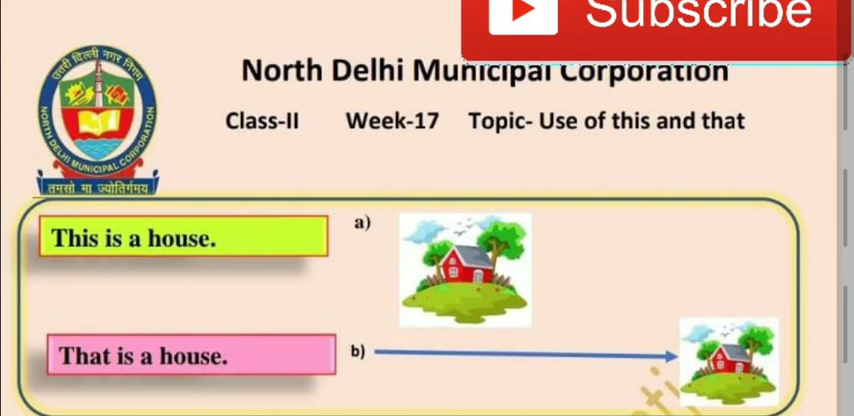 Subscribe
उत्तरी दिल्ली नगर निगम
NORTH DELHI MUNICIPAL CORPORATION
तमसो मा ज्योतिर्गमय
North Delhi Municipal Corporation
Class-II Week-17 Topic- Use of this and that
This is a house.
a)
That is a house.
b)